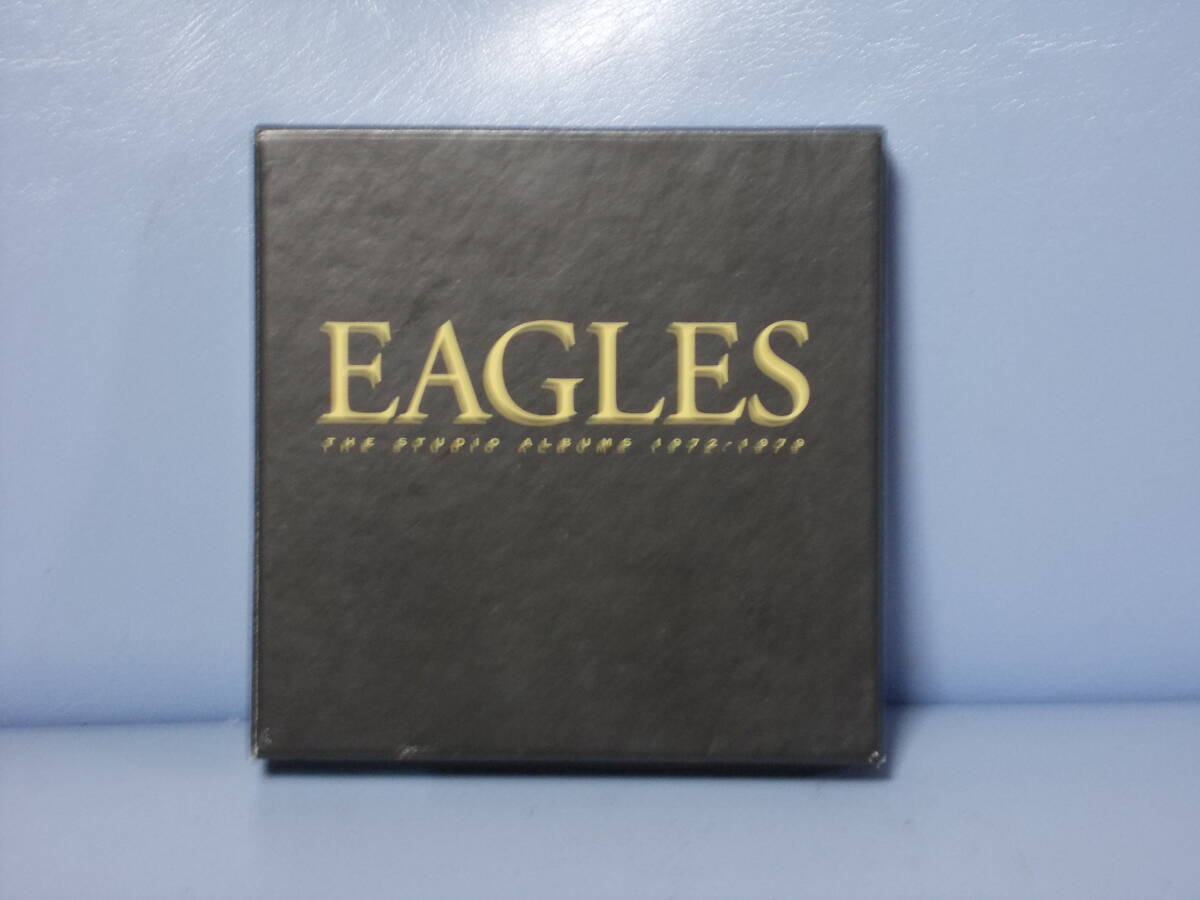 EAGLES
THE STUDIO ALBUMS 1972-1979